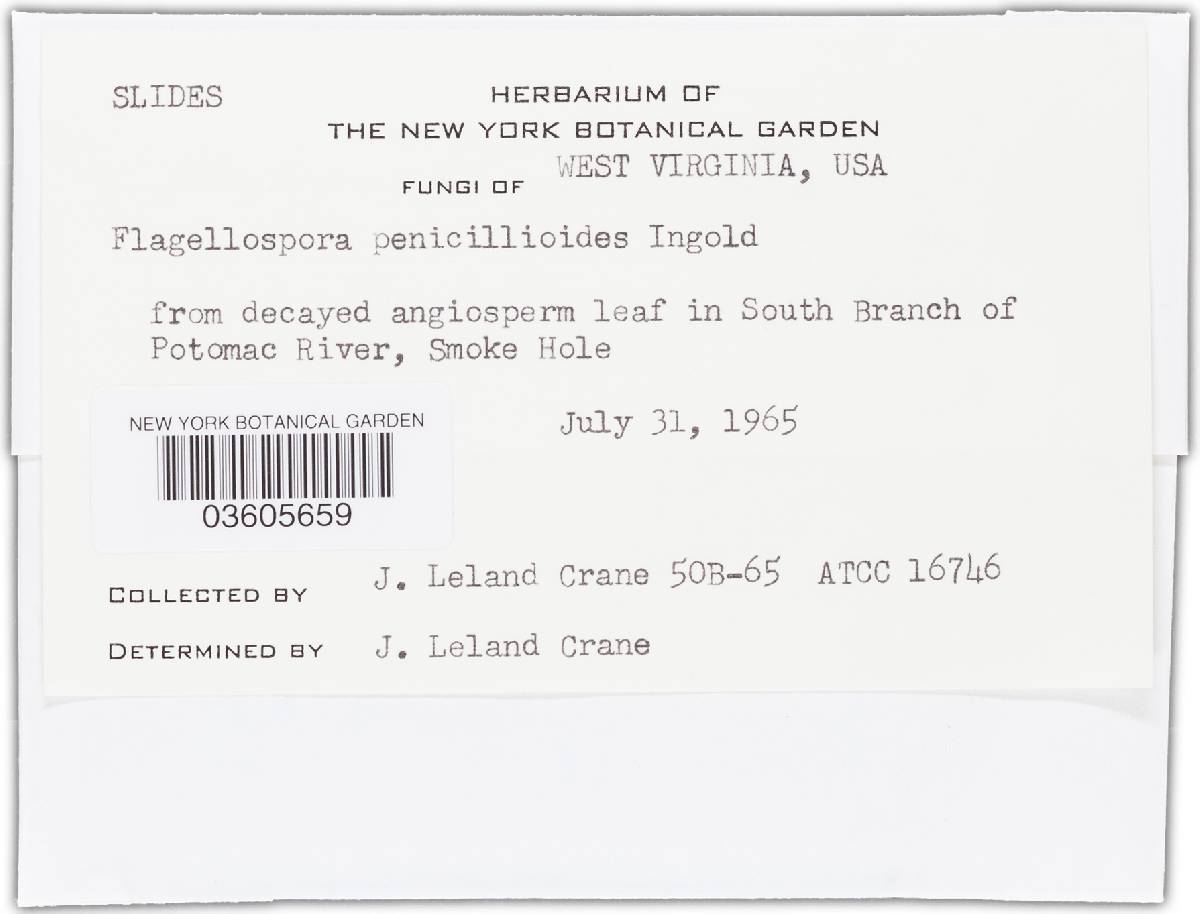 SLIDES
HERBARIUM OF
THE NEW YORK BOTANICAL GARDEN
FUNGI OF WEST VIRGINIA, USA
Flagellospora penicillioides Ingold
from decayed angiosperm leaf in South Branch of
Potomac River, Smoke Hole
July 31, 1965
NEW YORK BOTANICAL GARDEN
03605659
COLLECTED BY J. Leland Crane 50B-65 ATCC 16746
DETERMINED BY J. Leland Crane